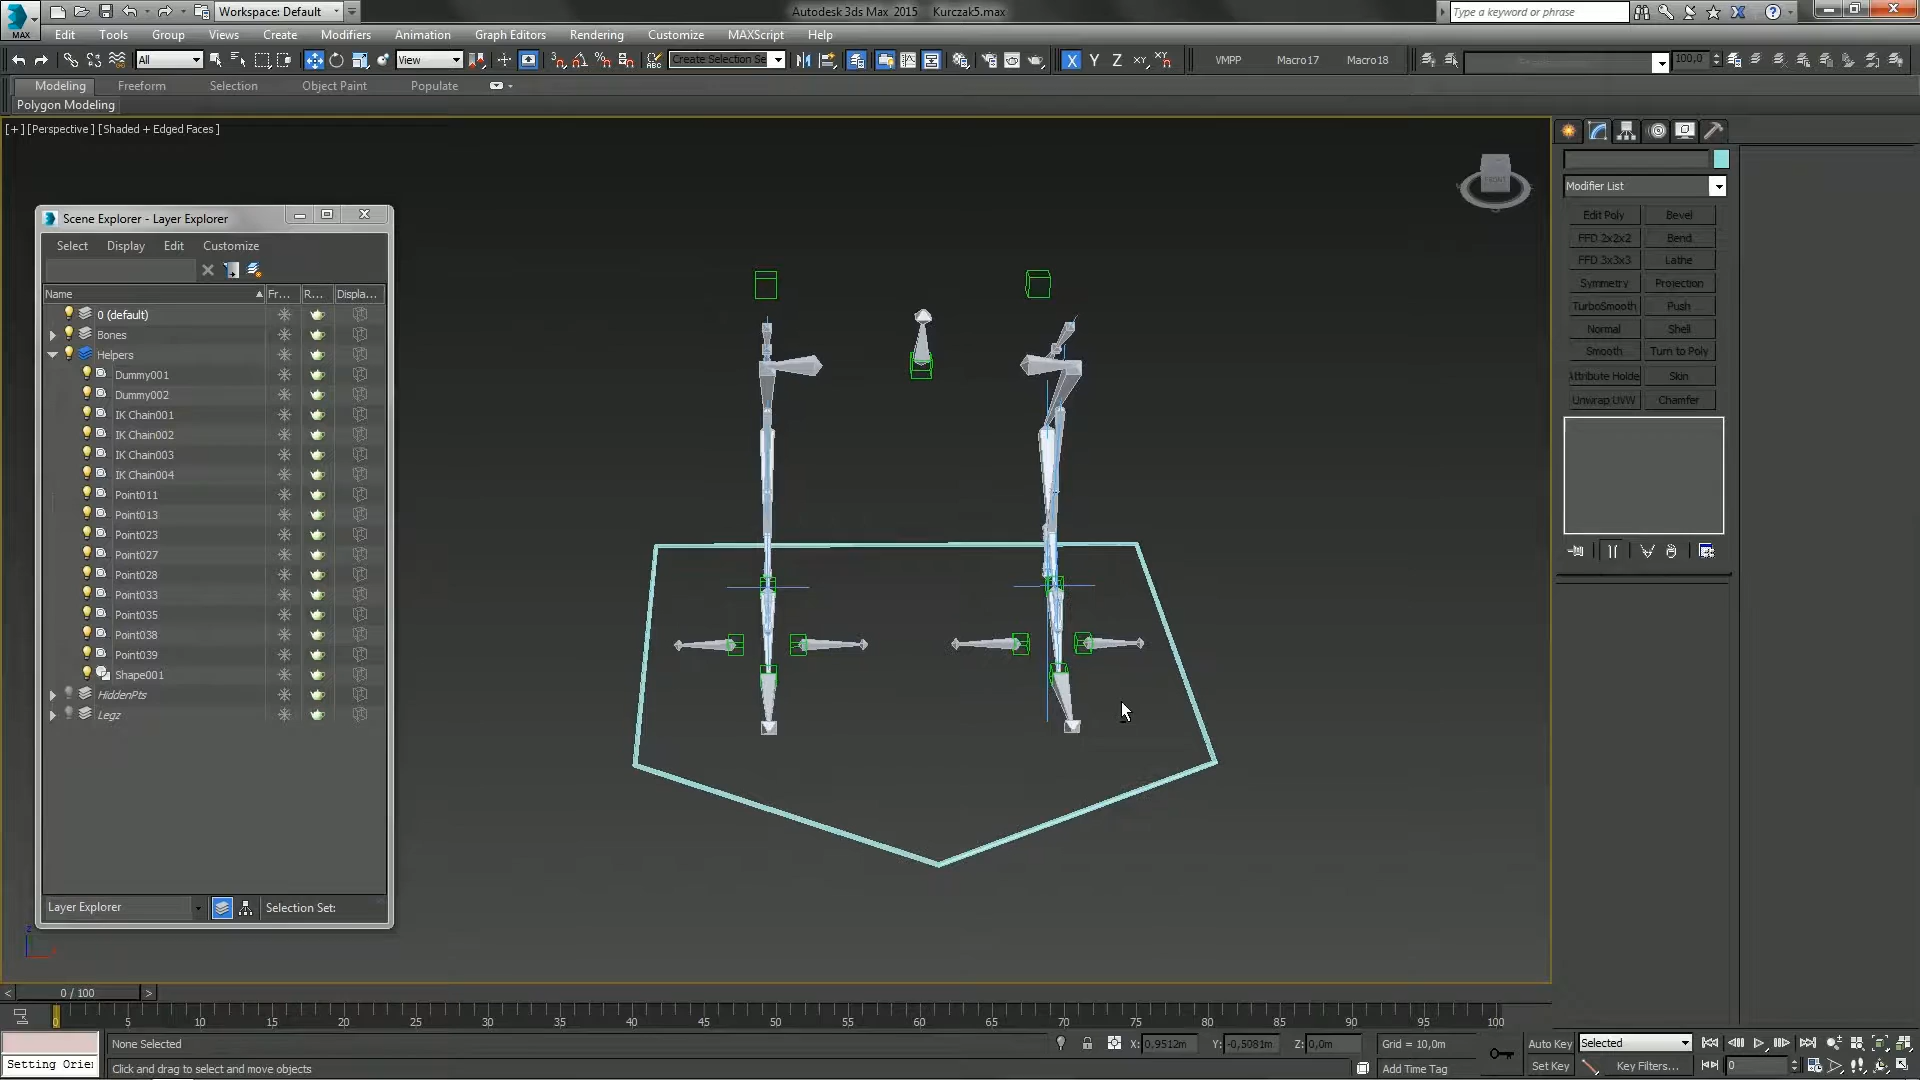 MAX
Workspace: Default
Autodesk 3ds Max 2015 Kurczak5.max
Type a keyword or phrase
Edit Tools Group Views Create Modifiers Animation Graph Editors Rendering Customize MAXScript Help
All
View
Create Selection Se
X Y Z XY
VMPP Macro17 Macro18
100,0
Modeling Freeform Selection Object Paint Populate
Polygon Modeling
[+] [Perspective] [Shaded + Edged Faces]
FRONT
Modifier List
Edit Poly Bevel
FFD 2x2x2 Bend
FFD 3x3x3 Lathe
Symmetry Projection
TurboSmooth Push
Normal Shell
Smooth Turn to Poly
Attribute Holde Skin
Unwrap UVW Chamfer
Scene Explorer - Layer Explorer
Select Display Edit Customize
Name Fr... R... Displa...
0 (default)
Bones
Helpers
Dummy001
Dummy002
IK Chain001
IK Chain002
IK Chain003
IK Chain004
Point011
Point013
Point023
Point027
Point028
Point033
Point035
Point038
Point039
Shape001
HiddenPts
Legz
Layer Explorer Selection Set:
z
< 0 / 100 >
0 5 10 15 20 25 30 35 40 45 50 55 60 65 70 75 80 85 90 95 100
None Selected
X: 0,9512m Y: -0,5081m Z: 0,0m Grid = 10,0m
Auto Key Selected
Setting Orie
Click and drag to select and move objects
Add Time Tag
Set Key Key Filters... 0